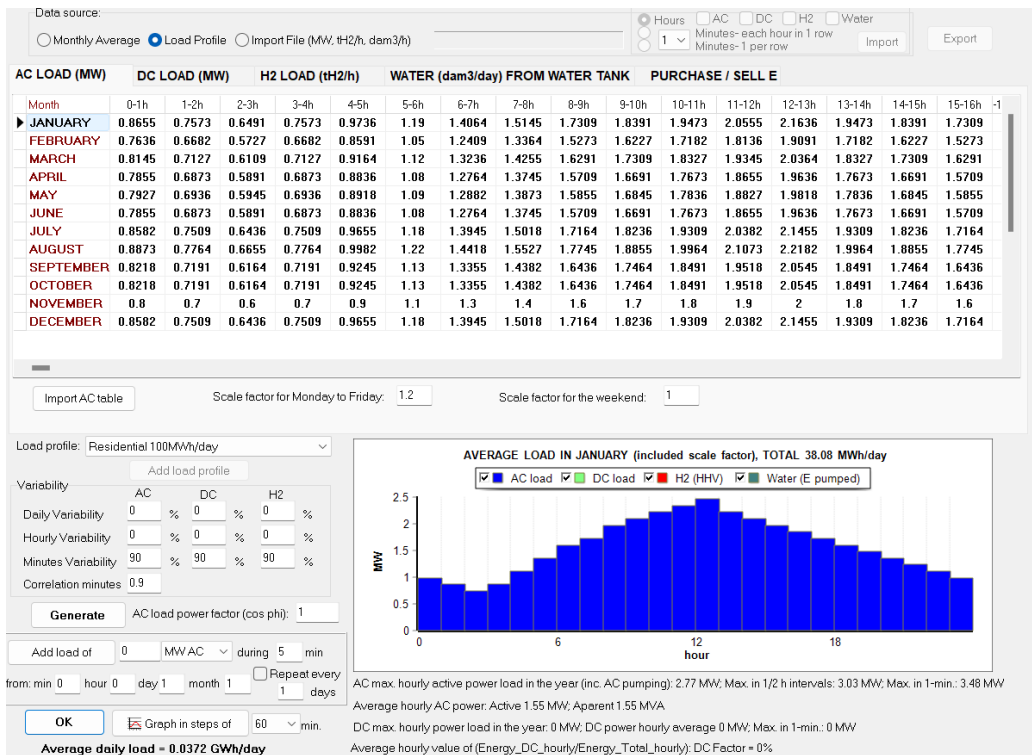 Data source:
Monthly Average Load Profile Import File (MW, tH2/h, dam3/h)
Hours AC DC H2 Water
1 Minutes- each hour in 1 row
Minutes- 1 per row
Import Export
AC LOAD (MW) DC LOAD (MW) H2 LOAD (tH2/h) WATER (dam3/day) FROM WATER TANK PURCHASE / SELL E
Month 0-1h 1-2h 2-3h 3-4h 4-5h 5-6h 6-7h 7-8h 8-9h 9-10h 10-11h 11-12h 12-13h 13-14h 14-15h 15-16h -1
JANUARY 0.8655 0.7573 0.6491 0.7573 0.9736 1.19 1.4064 1.5145 1.7309 1.8391 1.9473 2.0555 2.1636 1.9473 1.8391 1.7309
FEBRUARY 0.7636 0.6682 0.5727 0.6682 0.8591 1.05 1.2409 1.3364 1.5273 1.6227 1.7182 1.8136 1.9091 1.7182 1.6227 1.5273
MARCH 0.8145 0.7127 0.6109 0.7127 0.9164 1.12 1.3236 1.4255 1.6291 1.7309 1.8327 1.9345 2.0364 1.8327 1.7309 1.6291
APRIL 0.7855 0.6873 0.5891 0.6873 0.8836 1.08 1.2764 1.3745 1.5709 1.6691 1.7673 1.8655 1.9636 1.7673 1.6691 1.5709
MAY 0.7927 0.6936 0.5945 0.6936 0.8918 1.09 1.2882 1.3873 1.5855 1.6845 1.7836 1.8827 1.9818 1.7836 1.6845 1.5855
JUNE 0.7855 0.6873 0.5891 0.6873 0.8836 1.08 1.2764 1.3745 1.5709 1.6691 1.7673 1.8655 1.9636 1.7673 1.6691 1.5709
JULY 0.8582 0.7509 0.6436 0.7509 0.9655 1.18 1.3945 1.5018 1.7164 1.8236 1.9309 2.0382 2.1455 1.9309 1.8236 1.7164
AUGUST 0.8873 0.7764 0.6655 0.7764 0.9982 1.22 1.4418 1.5527 1.7745 1.8855 1.9964 2.1073 2.2182 1.9964 1.8855 1.7745
SEPTEMBER 0.8218 0.7191 0.6164 0.7191 0.9245 1.13 1.3355 1.4382 1.6436 1.7464 1.8491 1.9518 2.0545 1.8491 1.7464 1.6436
OCTOBER 0.8218 0.7191 0.6164 0.7191 0.9245 1.13 1.3355 1.4382 1.6436 1.7464 1.8491 1.9518 2.0545 1.8491 1.7464 1.6436
NOVEMBER 0.8 0.7 0.6 0.7 0.9 1.1 1.3 1.4 1.6 1.7 1.8 1.9 2 1.8 1.7 1.6
DECEMBER 0.8582 0.7509 0.6436 0.7509 0.9655 1.18 1.3945 1.5018 1.7164 1.8236 1.9309 2.0382 2.1455 1.9309 1.8236 1.7164
Import AC table Scale factor for Monday to Friday: 1.2 Scale factor for the weekend: 1
Load profile: Residential 100MWh/day
Add load profile
Variability
AC DC H2
Daily Variability 0 % 0 % 0 %
Hourly Variability 0 % 0 % 0 %
Minutes Variability 90 % 90 % 90 %
Correlation minutes 0.9
Generate AC load power factor (cos phi): 1
Add load of 0 MW AC during 5 min
Repeat every
from: min 0 hour 0 day 1 month 1 1 days
OK Graph in steps of 60 min.
Average daily load = 0.0372 GWh/day
AVERAGE LOAD IN JANUARY (included scale factor), TOTAL 38.08 MWh/day
AC load DC load H2 (HHV) Water (E pumped)
2.5
2
1.5
1
0.5
0
MW
0 6 12 18
hour
AC max. hourly active power load in the year (inc. AC pumping): 2.77 MW; Max. in 1/2 h intervals: 3.03 MW; Max. in 1-min.: 3.48 MW
Average hourly AC power: Active 1.55 MW; Aparent 1.55 MVA
DC max. hourly power load in the year: 0 MW; DC power hourly average 0 MW; Max. in 1-min.: 0 MW
Average hourly value of (Energy_DC_hourly/Energy_Total_hourly): DC Factor = 0%